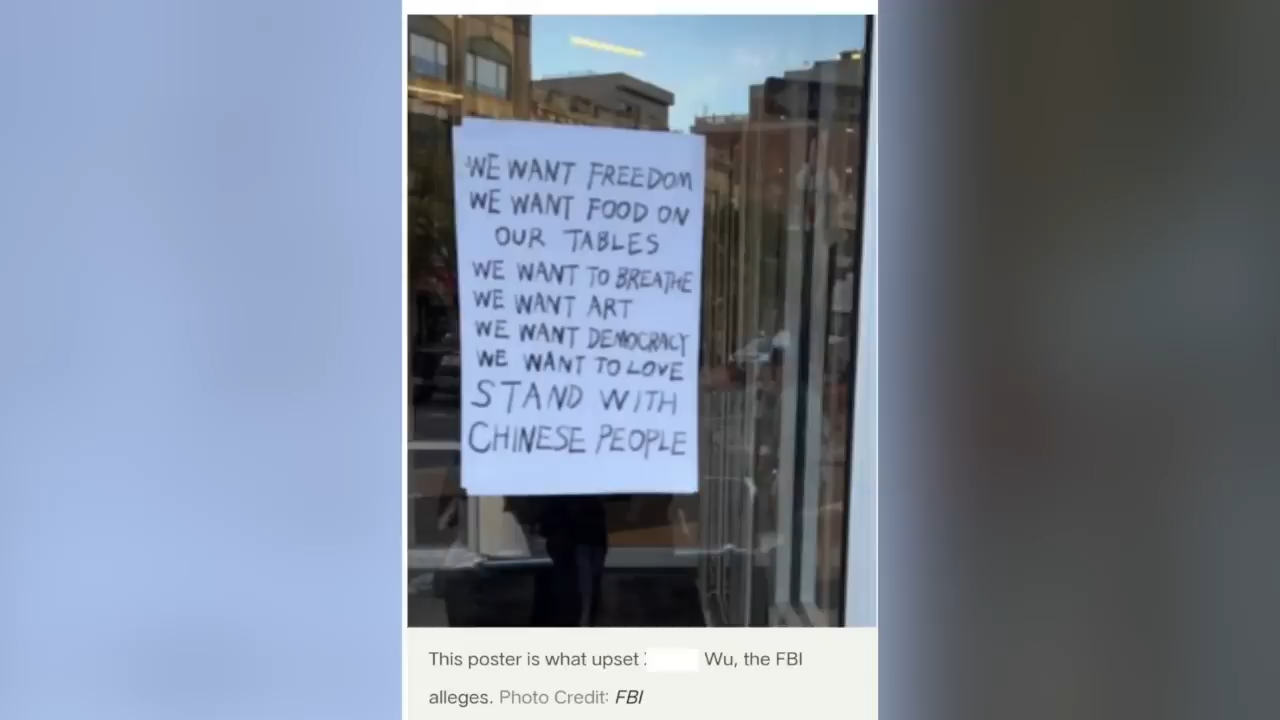 WE WANT FREEDOM
WE WANT FOOD ON
OUR TABLES
WE WANT TO BREATHE
WE WANT ART
WE WANT DEMOCRACY
WE WANT TO LOVE
STAND WITH
CHINESE PEOPLE
This poster is what upset Wu, the FBI
alleges. Photo Credit: FBI